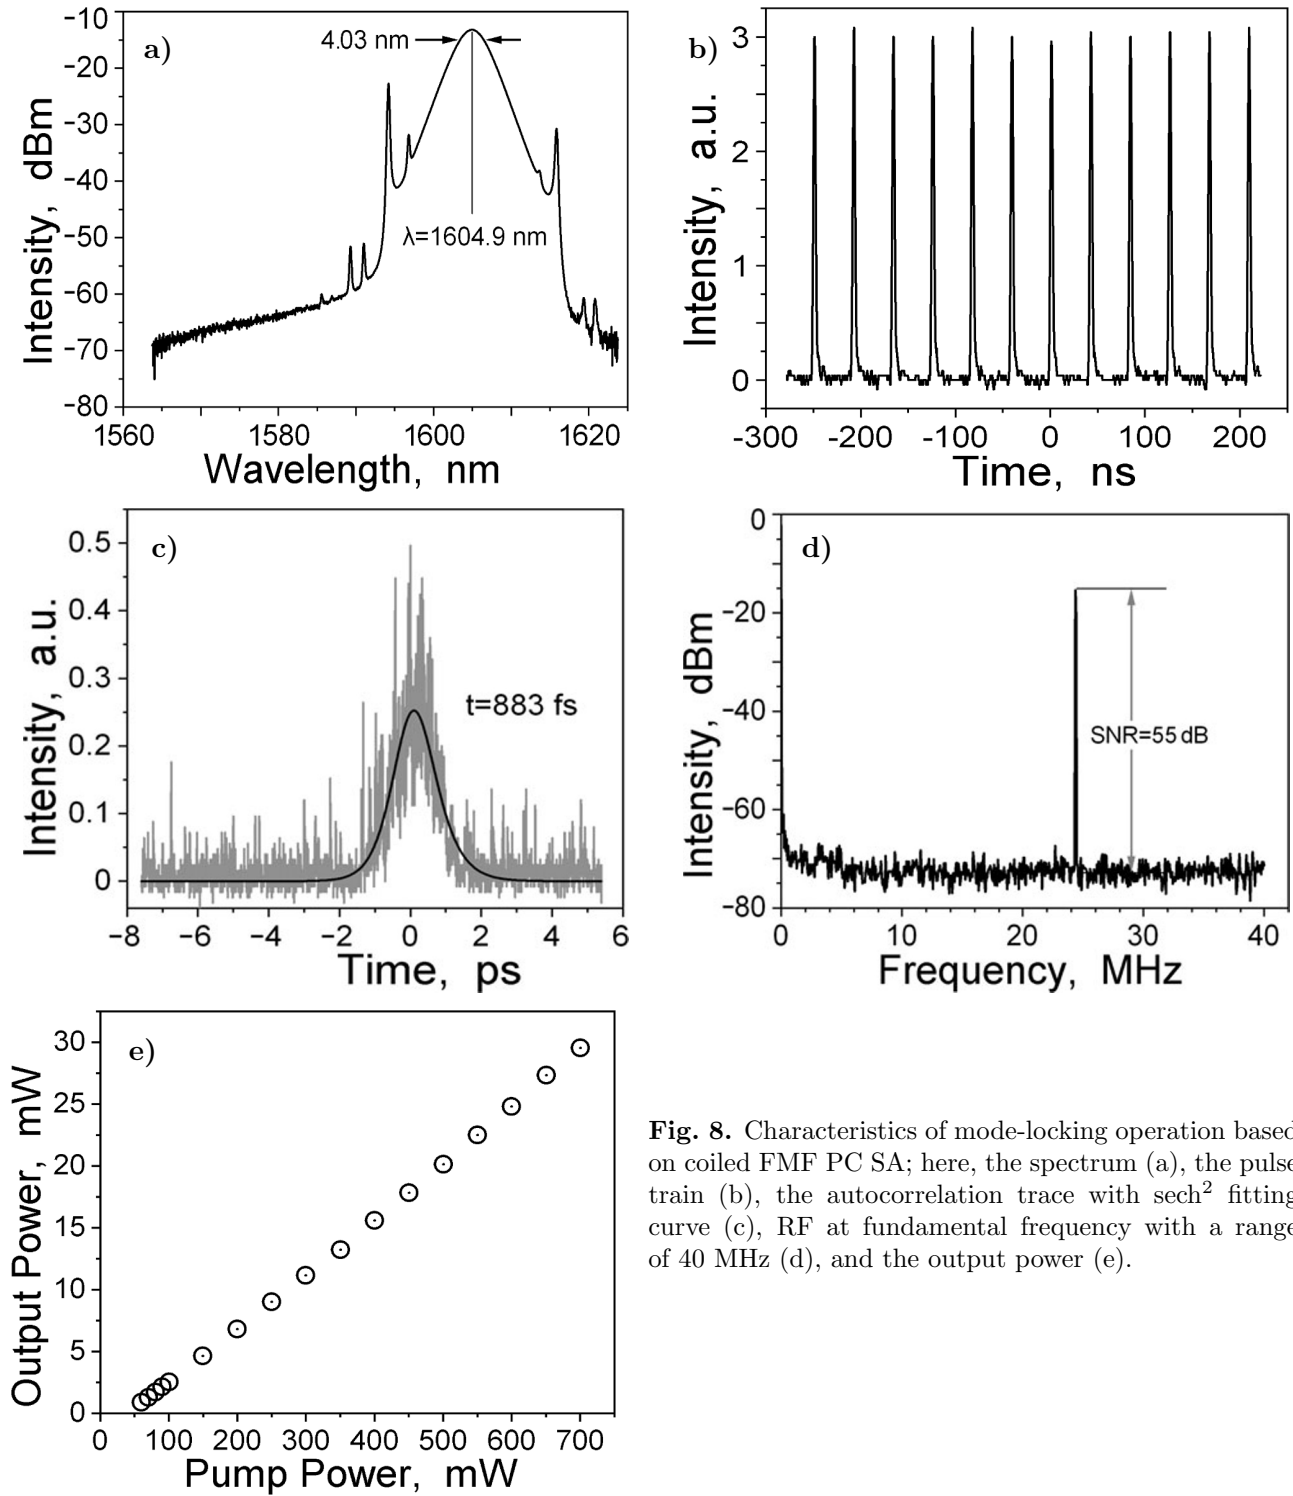 a)
4.03 nm
λ=1604.9 nm
−10
−20
−30
−40
−50
−60
−70
−80
1560 1580 1600 1620
Intensity, dBm
Wavelength, nm
b)
3
2
1
0
-300 -200 -100 0 100 200
Intensity, a.u.
Time, ns
c)
t=883 fs
0.5
0.4
0.3
0.2
0.1
0
−8 −6 −4 −2 0 2 4 6
Intensity, a.u.
Time, ps
d)
SNR=55 dB
0
−20
−40
−60
−80
0 10 20 30 40
Intensity, dBm
Frequency, MHz
e)
30
25
20
15
10
5
0
0 100 200 300 400 500 600 700
Output Power, mW
Pump Power, mW
Fig. 8. Characteristics of mode-locking operation based
on coiled FMF PC SA; here, the spectrum (a), the pulse
train (b), the autocorrelation trace with sech² fitting
curve (c), RF at fundamental frequency with a range
of 40 MHz (d), and the output power (e).